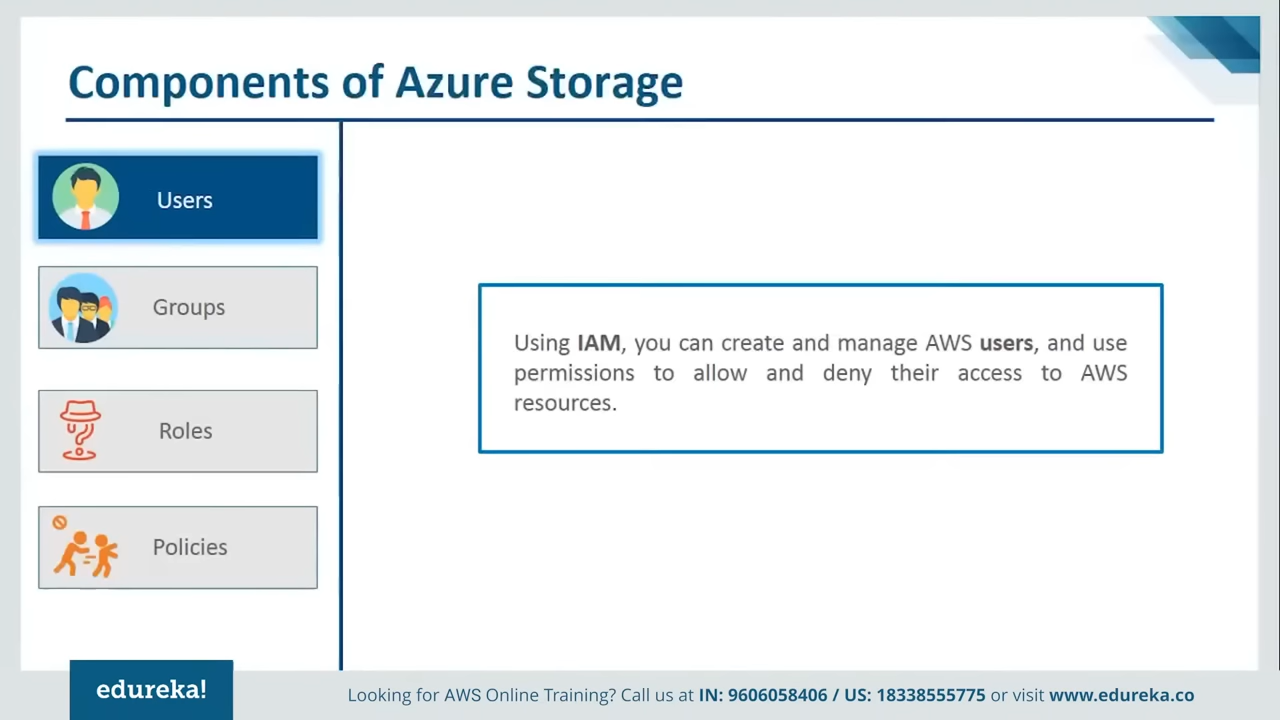 Components of Azure Storage
Users
Groups
Roles
Policies
Using IAM, you can create and manage AWS users, and use
permissions to allow and deny their access to AWS
resources.
edureka!
Looking for AWS Online Training? Call us at IN: 9606058406 / US: 18338555775 or visit www.edureka.co